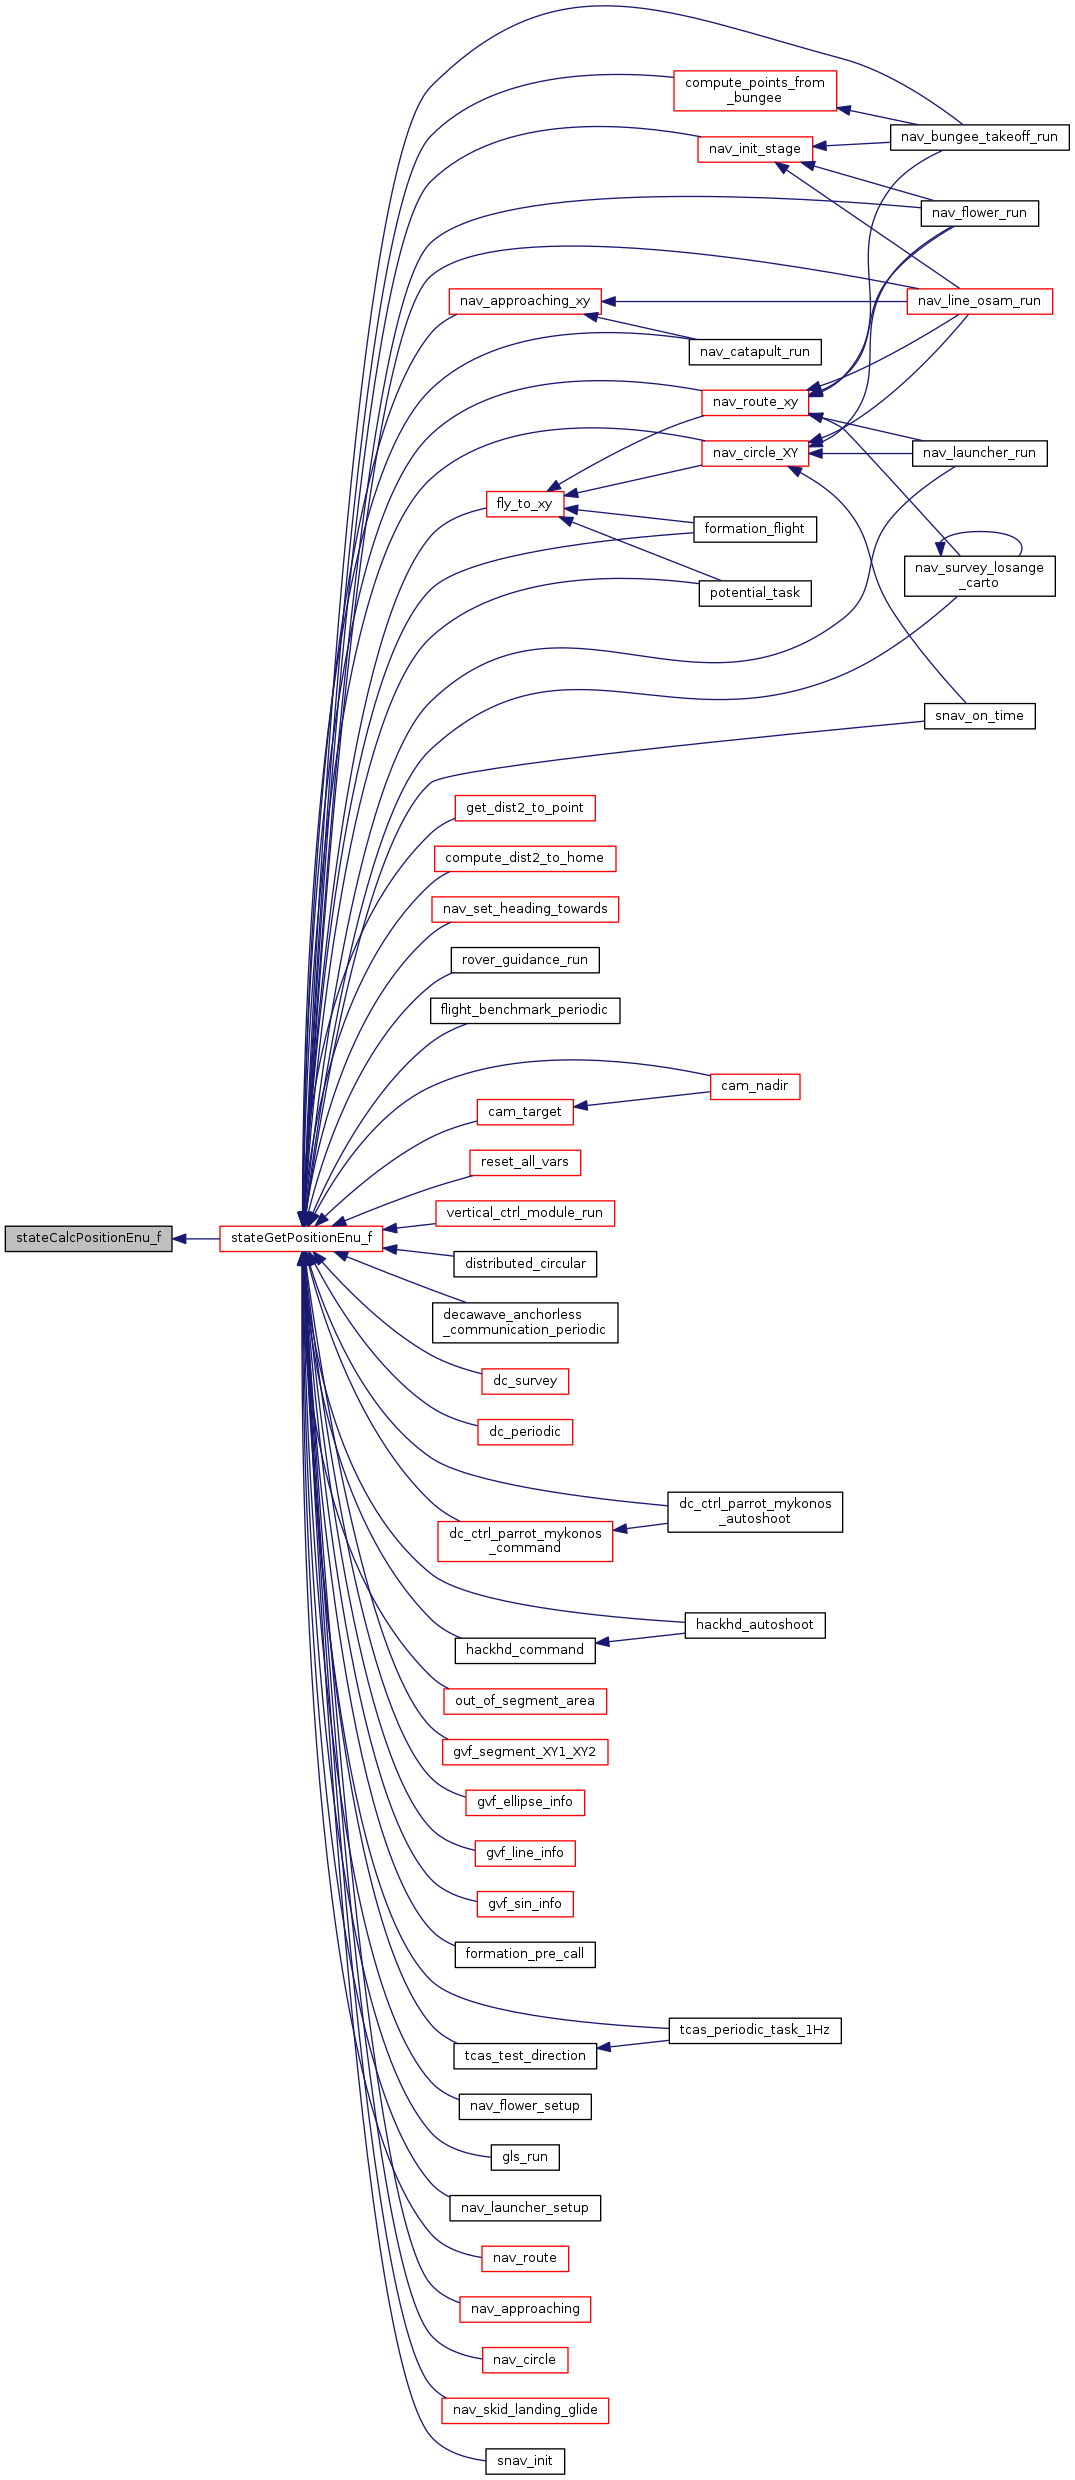 compute_points_from
_bungee
nav_bungee_takeoff_run
nav_init_stage
nav_flower_run
nav_approaching_xy
nav_line_osam_run
nav_catapult_run
nav_route_xy
nav_circle_XY
nav_launcher_run
fly_to_xy
formation_flight
nav_survey_losange
_carto
potential_task
snav_on_time
get_dist2_to_point
compute_dist2_to_home
nav_set_heading_towards
rover_guidance_run
flight_benchmark_periodic
cam_nadir
cam_target
reset_all_vars
vertical_ctrl_module_run
stateCalcPositionEnu_f
stateGetPositionEnu_f
distributed_circular
decawave_anchorless
_communication_periodic
dc_survey
dc_periodic
dc_ctrl_parrot_mykonos
_autoshoot
dc_ctrl_parrot_mykonos
_command
hackhd_autoshoot
hackhd_command
out_of_segment_area
gvf_segment_XY1_XY2
gvf_ellipse_info
gvf_line_info
gvf_sin_info
formation_pre_call
tcas_periodic_task_1Hz
tcas_test_direction
nav_flower_setup
gls_run
nav_launcher_setup
nav_route
nav_approaching
nav_circle
nav_skid_landing_glide
snav_init